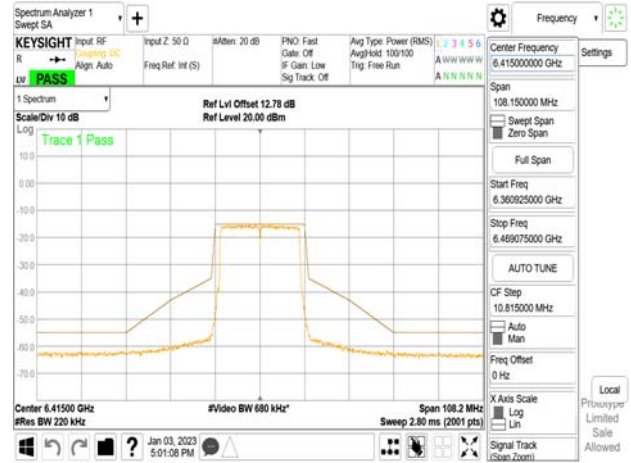 Spectrum Analyzer 1
Swept SA
+
Frequency
KEYSIGHT
Input: RF
Coupling: DC
Align: Auto
Input Z: 50 Ω
Freq Ref: Int (S)
#Atten: 20 dB
PNO: Fast
Gate: Off
IF Gain: Low
Sig Track: Off
Avg Type: Power (RMS)
Avg|Hold: 100/100
Trig: Free Run
1 2 3 4 5 6
A W W W W W
A N N N N N
R
LW
PASS
1 Spectrum
Scale/Div 10 dB
Ref Lvl Offset 12.78 dB
Ref Level 20.00 dBm
Log
Trace 1 Pass
10.0
0.00
-10.0
-20.0
-30.0
-40.0
-50.0
-60.0
-70.0
Center 6.41500 GHz
#Res BW 220 kHz
#Video BW 680 kHz*
Span 108.2 MHz
Sweep 2.80 ms (2001 pts)
Jan 03, 2023
5:01:08 PM
?
Center Frequency
6.415000000 GHz
Settings
Span
108.150000 MHz
Swept Span
Zero Span
Full Span
Start Freq
6.360925000 GHz
Stop Freq
6.469075000 GHz
AUTO TUNE
CF Step
10.815000 MHz
Auto
Man
Freq Offset
0 Hz
X Axis Scale
Log
Lin
Signal Track
(Span Zoom)
Local
Prototype
Limited
Sale
Allowed